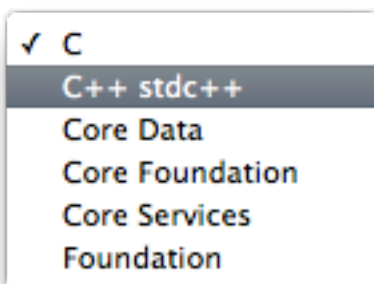 ✓ C
C++ stdc++
Core Data
Core Foundation
Core Services
Foundation